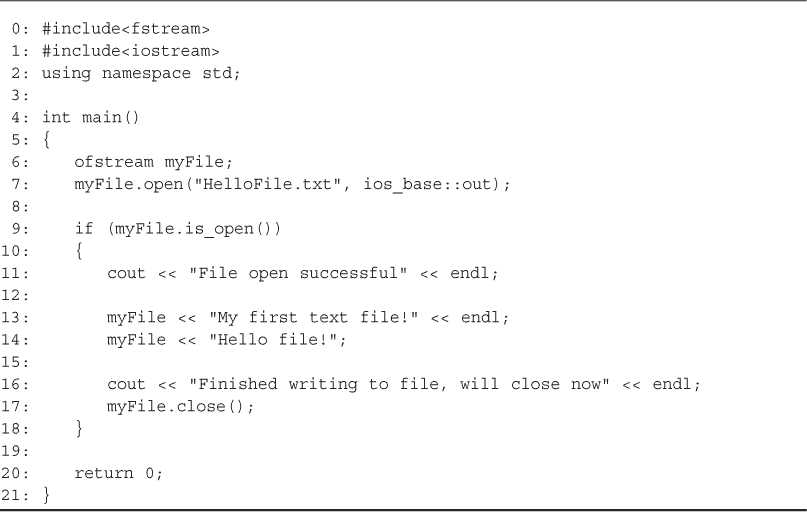 0: #include<fstream>
1: #include<iostream>
2: using namespace std;
3:
4: int main()
5: {
6:    ofstream myFile;
7:    myFile.open("HelloFile.txt", ios_base::out);
8:
9:    if (myFile.is_open())
10:    {
11:       cout << "File open successful" << endl;
12:
13:       myFile << "My first text file!" << endl;
14:       myFile << "Hello file!";
15:
16:       cout << "Finished writing to file, will close now" << endl;
17:       myFile.close();
18:    }
19:
20:    return 0;
21: }